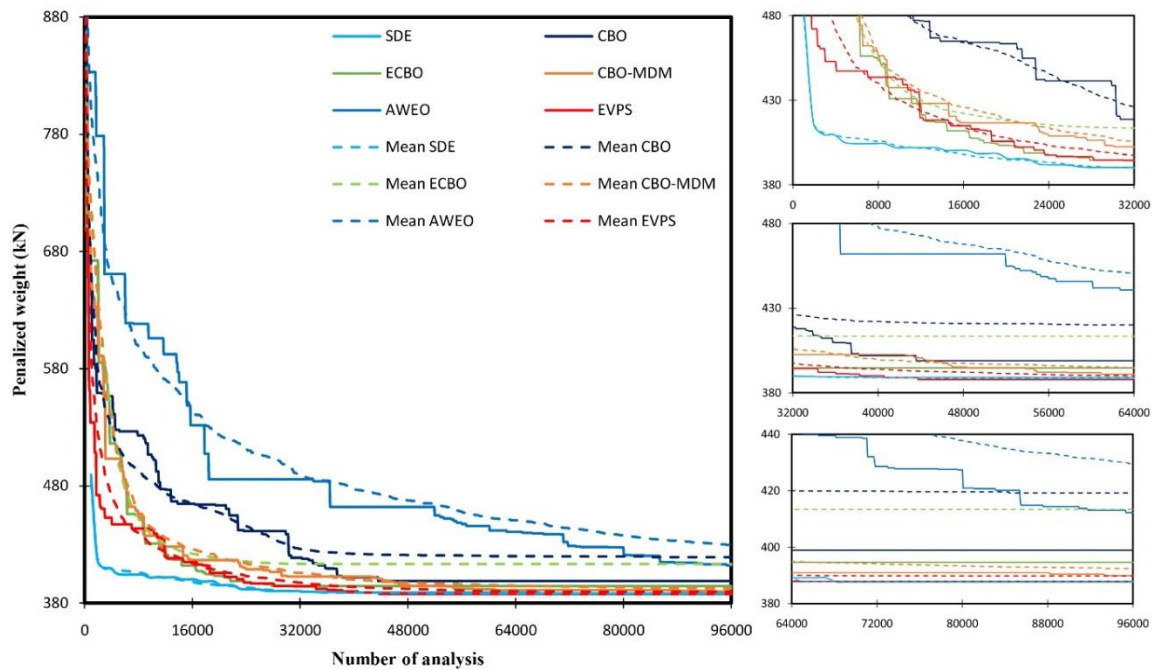 880
780
680
580
480
380
Penalized weight (kN)
SDE
CBO
ECBO
CBO-MDM
AWEO
EVPS
Mean SDE
Mean CBO
Mean ECBO
Mean CBO-MDM
Mean AWEO
Mean EVPS
0 16000 32000 48000 64000 80000 96000
Number of analysis
480
430
380
0 8000 16000 24000 32000
480
430
380
32000 40000 48000 56000 64000
440
420
400
380
64000 72000 80000 88000 96000